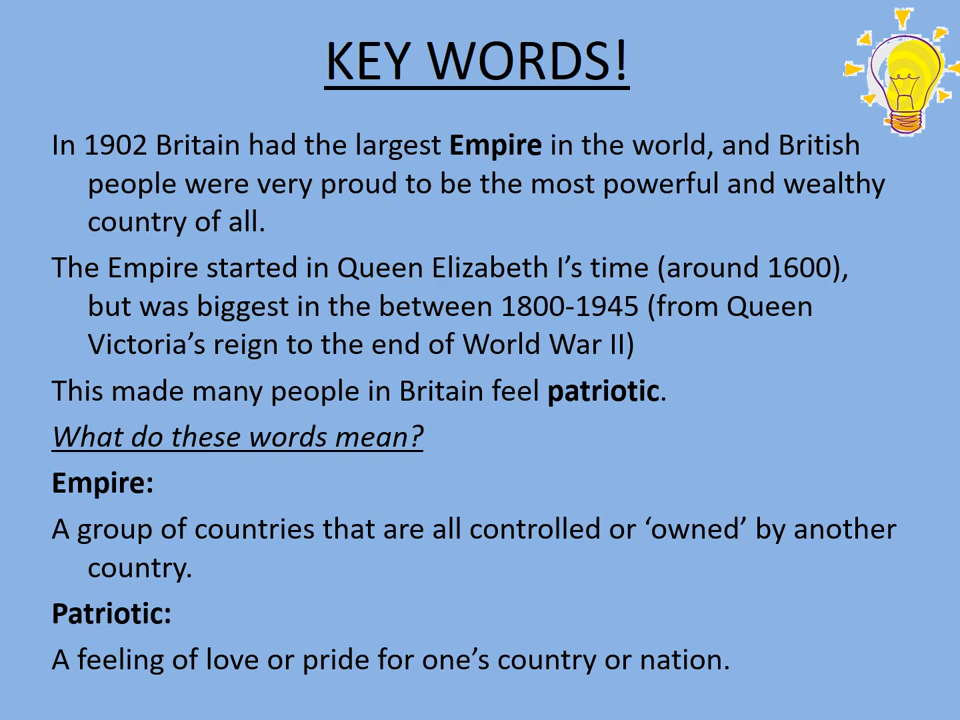 KEY WORDS!
In 1902 Britain had the largest Empire in the world, and British
people were very proud to be the most powerful and wealthy
country of all.
The Empire started in Queen Elizabeth I’s time (around 1600),
but was biggest in the between 1800-1945 (from Queen
Victoria’s reign to the end of World War II)
This made many people in Britain feel patriotic.
What do these words mean?
Empire:
A group of countries that are all controlled or ‘owned’ by another
country.
Patriotic:
A feeling of love or pride for one’s country or nation.